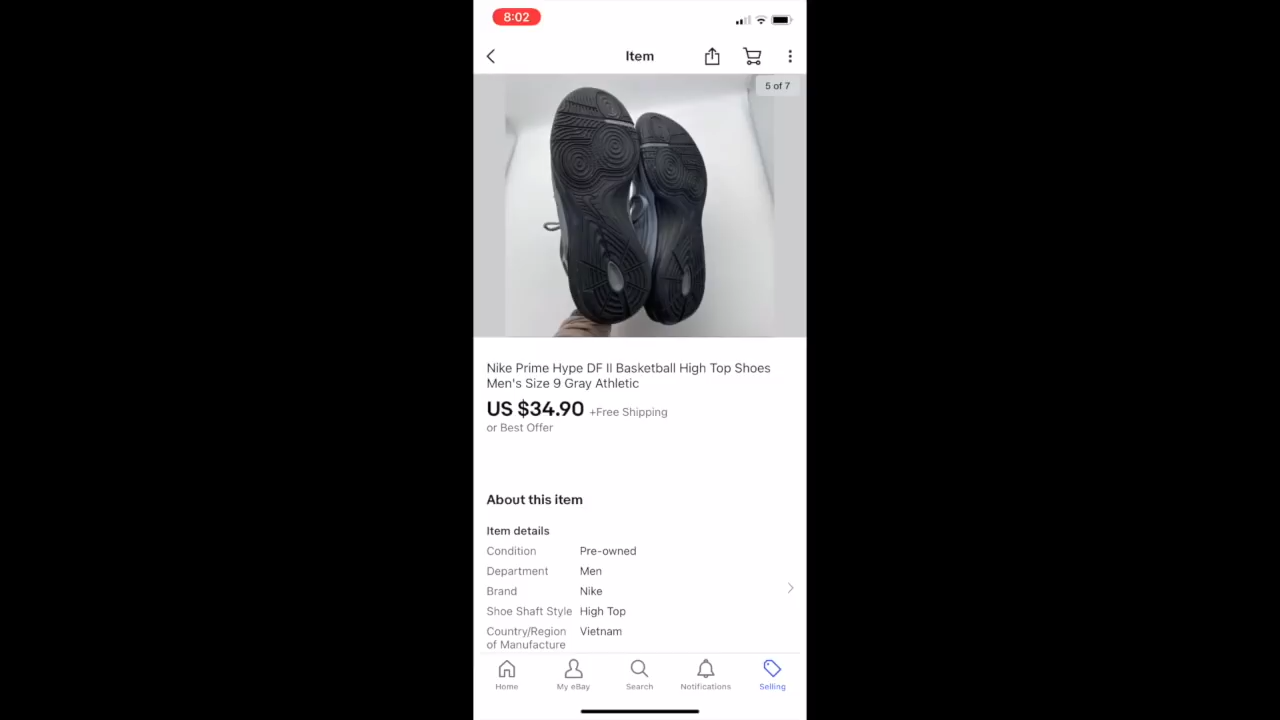 8:02
Item
5 of 7
Nike Prime Hype DF II Basketball High Top Shoes
Men's Size 9 Gray Athletic
US $34.90 +Free Shipping
or Best Offer
About this item
Item details
Condition Pre-owned
Department Men
Brand Nike
Shoe Shaft Style High Top
Country/Region Vietnam
of Manufacture
Home My eBay Search Notifications Selling